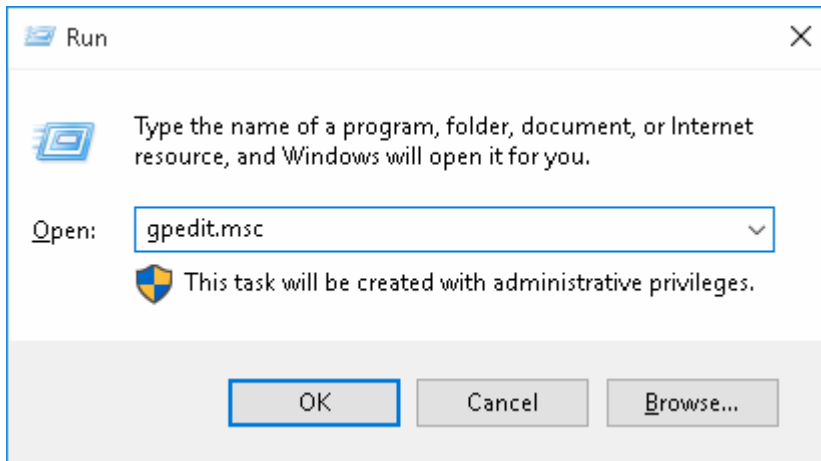 Run
Type the name of a program, folder, document, or Internet
resource, and Windows will open it for you.
Open: gpedit.msc
This task will be created with administrative privileges.
OK Cancel Browse...